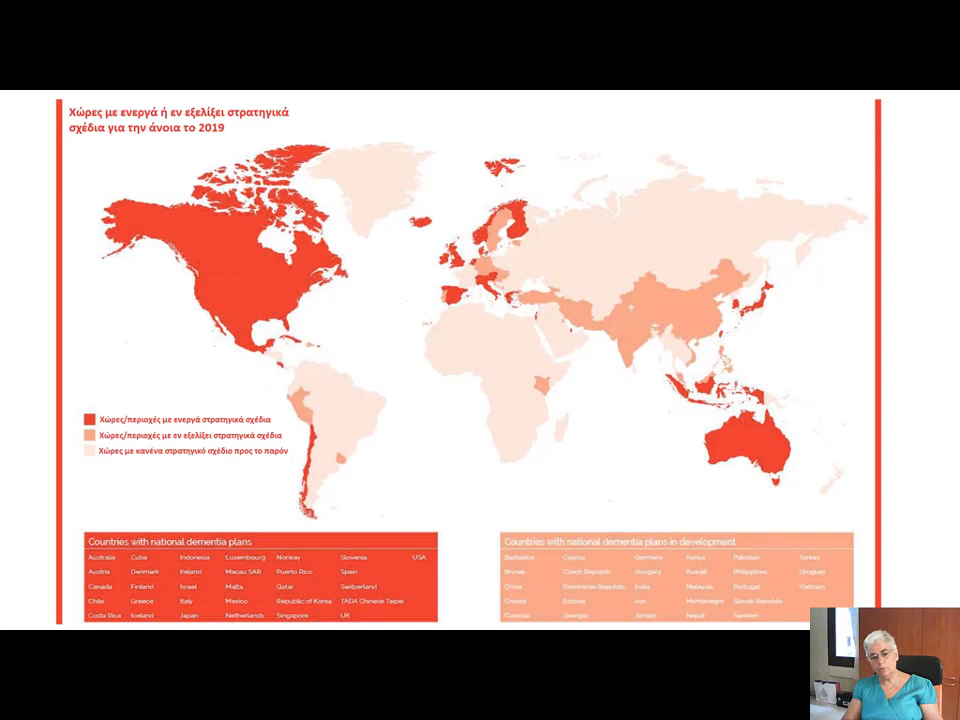 Χώρες με ενεργά ή εν εξελίξει στρατηγικά
σχέδια για την άνοια το 2019
Χώρες/περιοχές με ενεργά στρατηγικά σχέδια
Χώρες/περιοχές με εν εξελίξει στρατηγικά σχέδια
Χώρες με κανένα στρατηγικό σχέδιο προς το παρόν
Countries with national dementia plans
Australia Cuba Indonesia Luxembourg Norway Slovenia USA
Austria Denmark Ireland Macau SAR Puerto Rico Spain
Canada Finland Israel Malta Qatar Switzerland
Chile Greece Italy Mexico Republic of Korea TADA Chinese Taipei
Costa Rica Iceland Japan Netherlands Singapore UK
Countries with national dementia plans in development
Barbados Cyprus Germany Kenya Pakistan Turkey
Brunei Czech Republic Hungary Kuwait Philippines Uruguay
China Dominican Republic India Malaysia Portugal Vietnam
Croatia Estonia Iran Montenegro Slovak Republic
Curacao Georgia Jordan Nepal Sweden